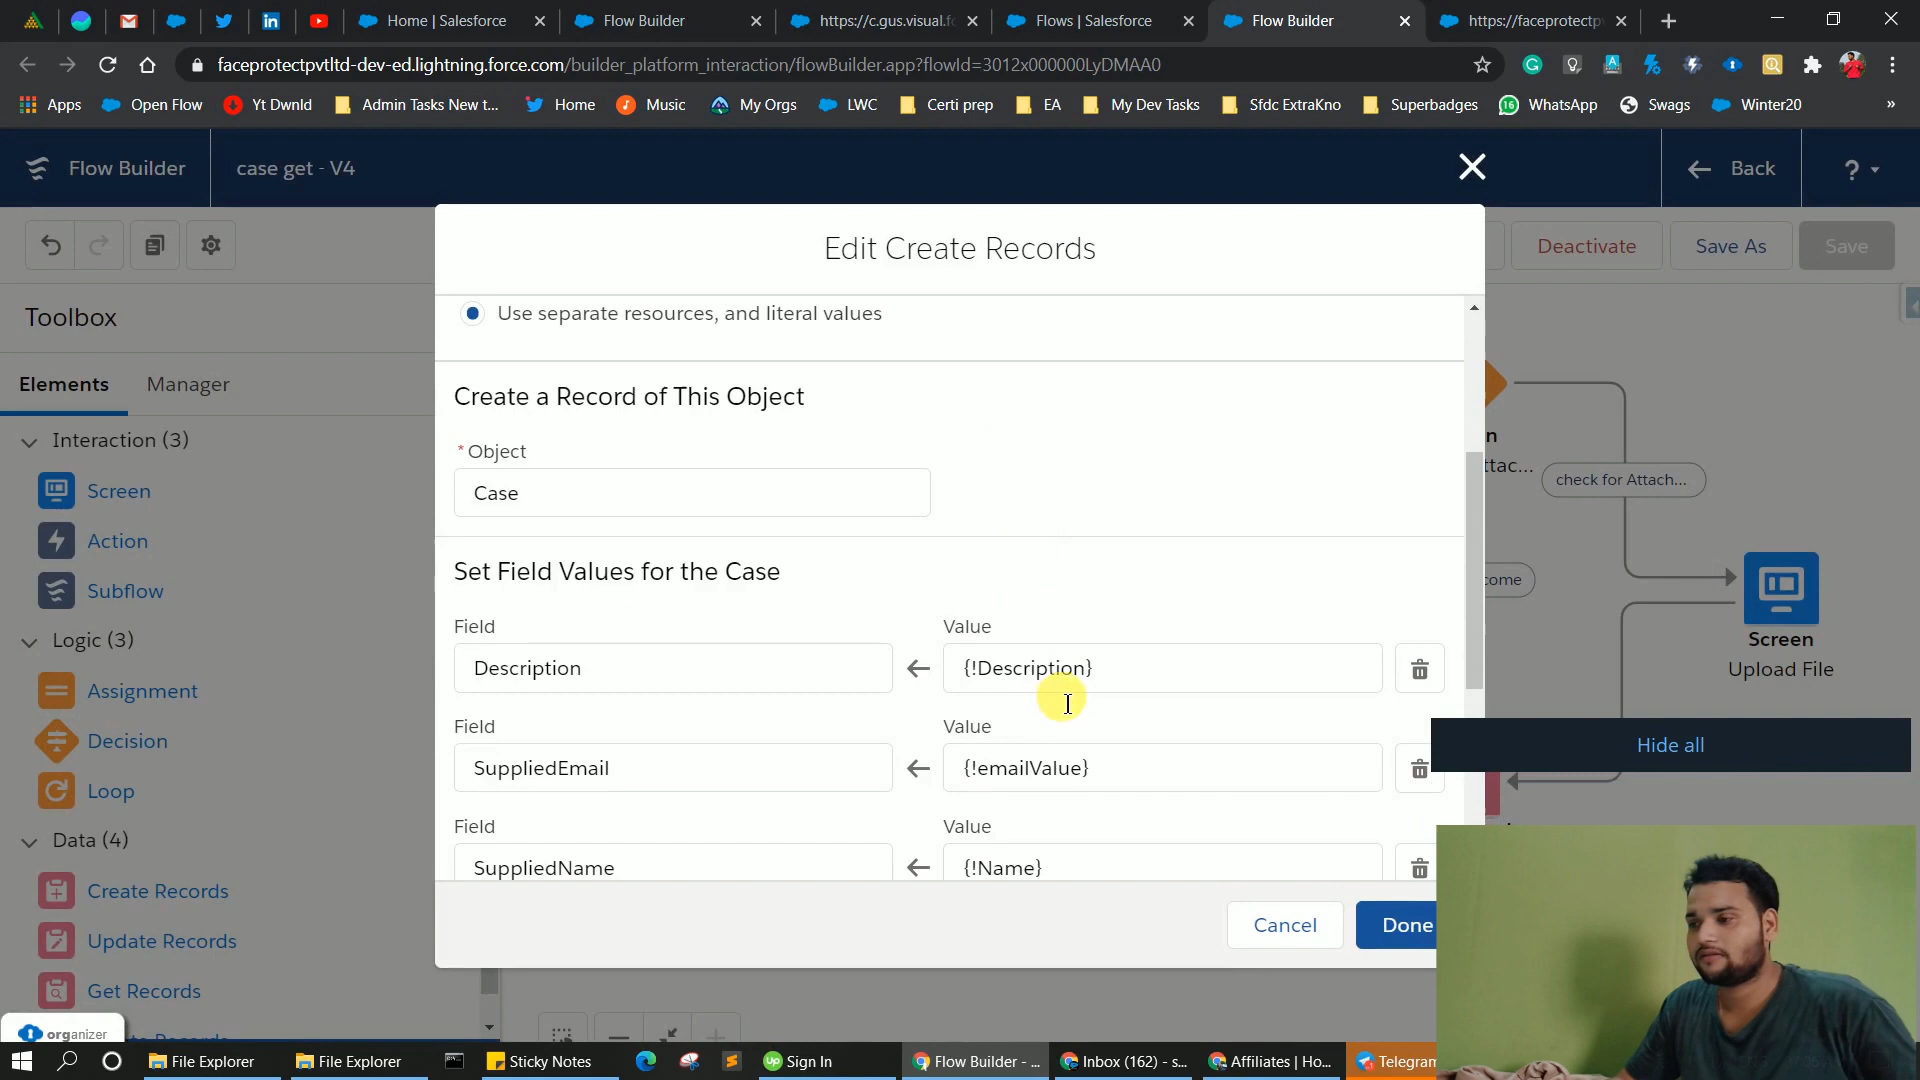 Home | Salesforce
Flow Builder
https://c.gus.visual.fo
Flows | Salesforce
Flow Builder
https://faceprotectpv
faceprotectpvtltd-dev-ed.lightning.force.com/builder_platform_interaction/flowBuilder.app?flowId=3012x000000LyDMAA0
Apps
Open Flow
Yt Dwnld
Admin Tasks New t...
Home
Music
My Orgs
LWC
Certi prep
EA
My Dev Tasks
Sfdc ExtraKno
Superbadges
16
WhatsApp
Swags
Winter20
»
Flow Builder
case get - V4
Back
?
Deactivate
Save As
Save
Toolbox
Elements
Manager
Interaction (3)
Screen
Action
Subflow
Logic (3)
Assignment
Decision
Loop
Data (4)
Create Records
Update Records
Get Records
organizer
Edit Create Records
Use separate resources, and literal values
Create a Record of This Object
* Object
Case
Set Field Values for the Case
Field
Value
Description
{!Description}
Field
Value
SuppliedEmail
{!emailValue}
Field
Value
SuppliedName
{!Name}
Cancel
Done
n
ttac...
check for Attach...
come
Screen
Upload File
Hide all
File Explorer
File Explorer
Sticky Notes
Sign In
Flow Builder - ...
Inbox (162) - s...
Affiliates | Ho...
Telegram